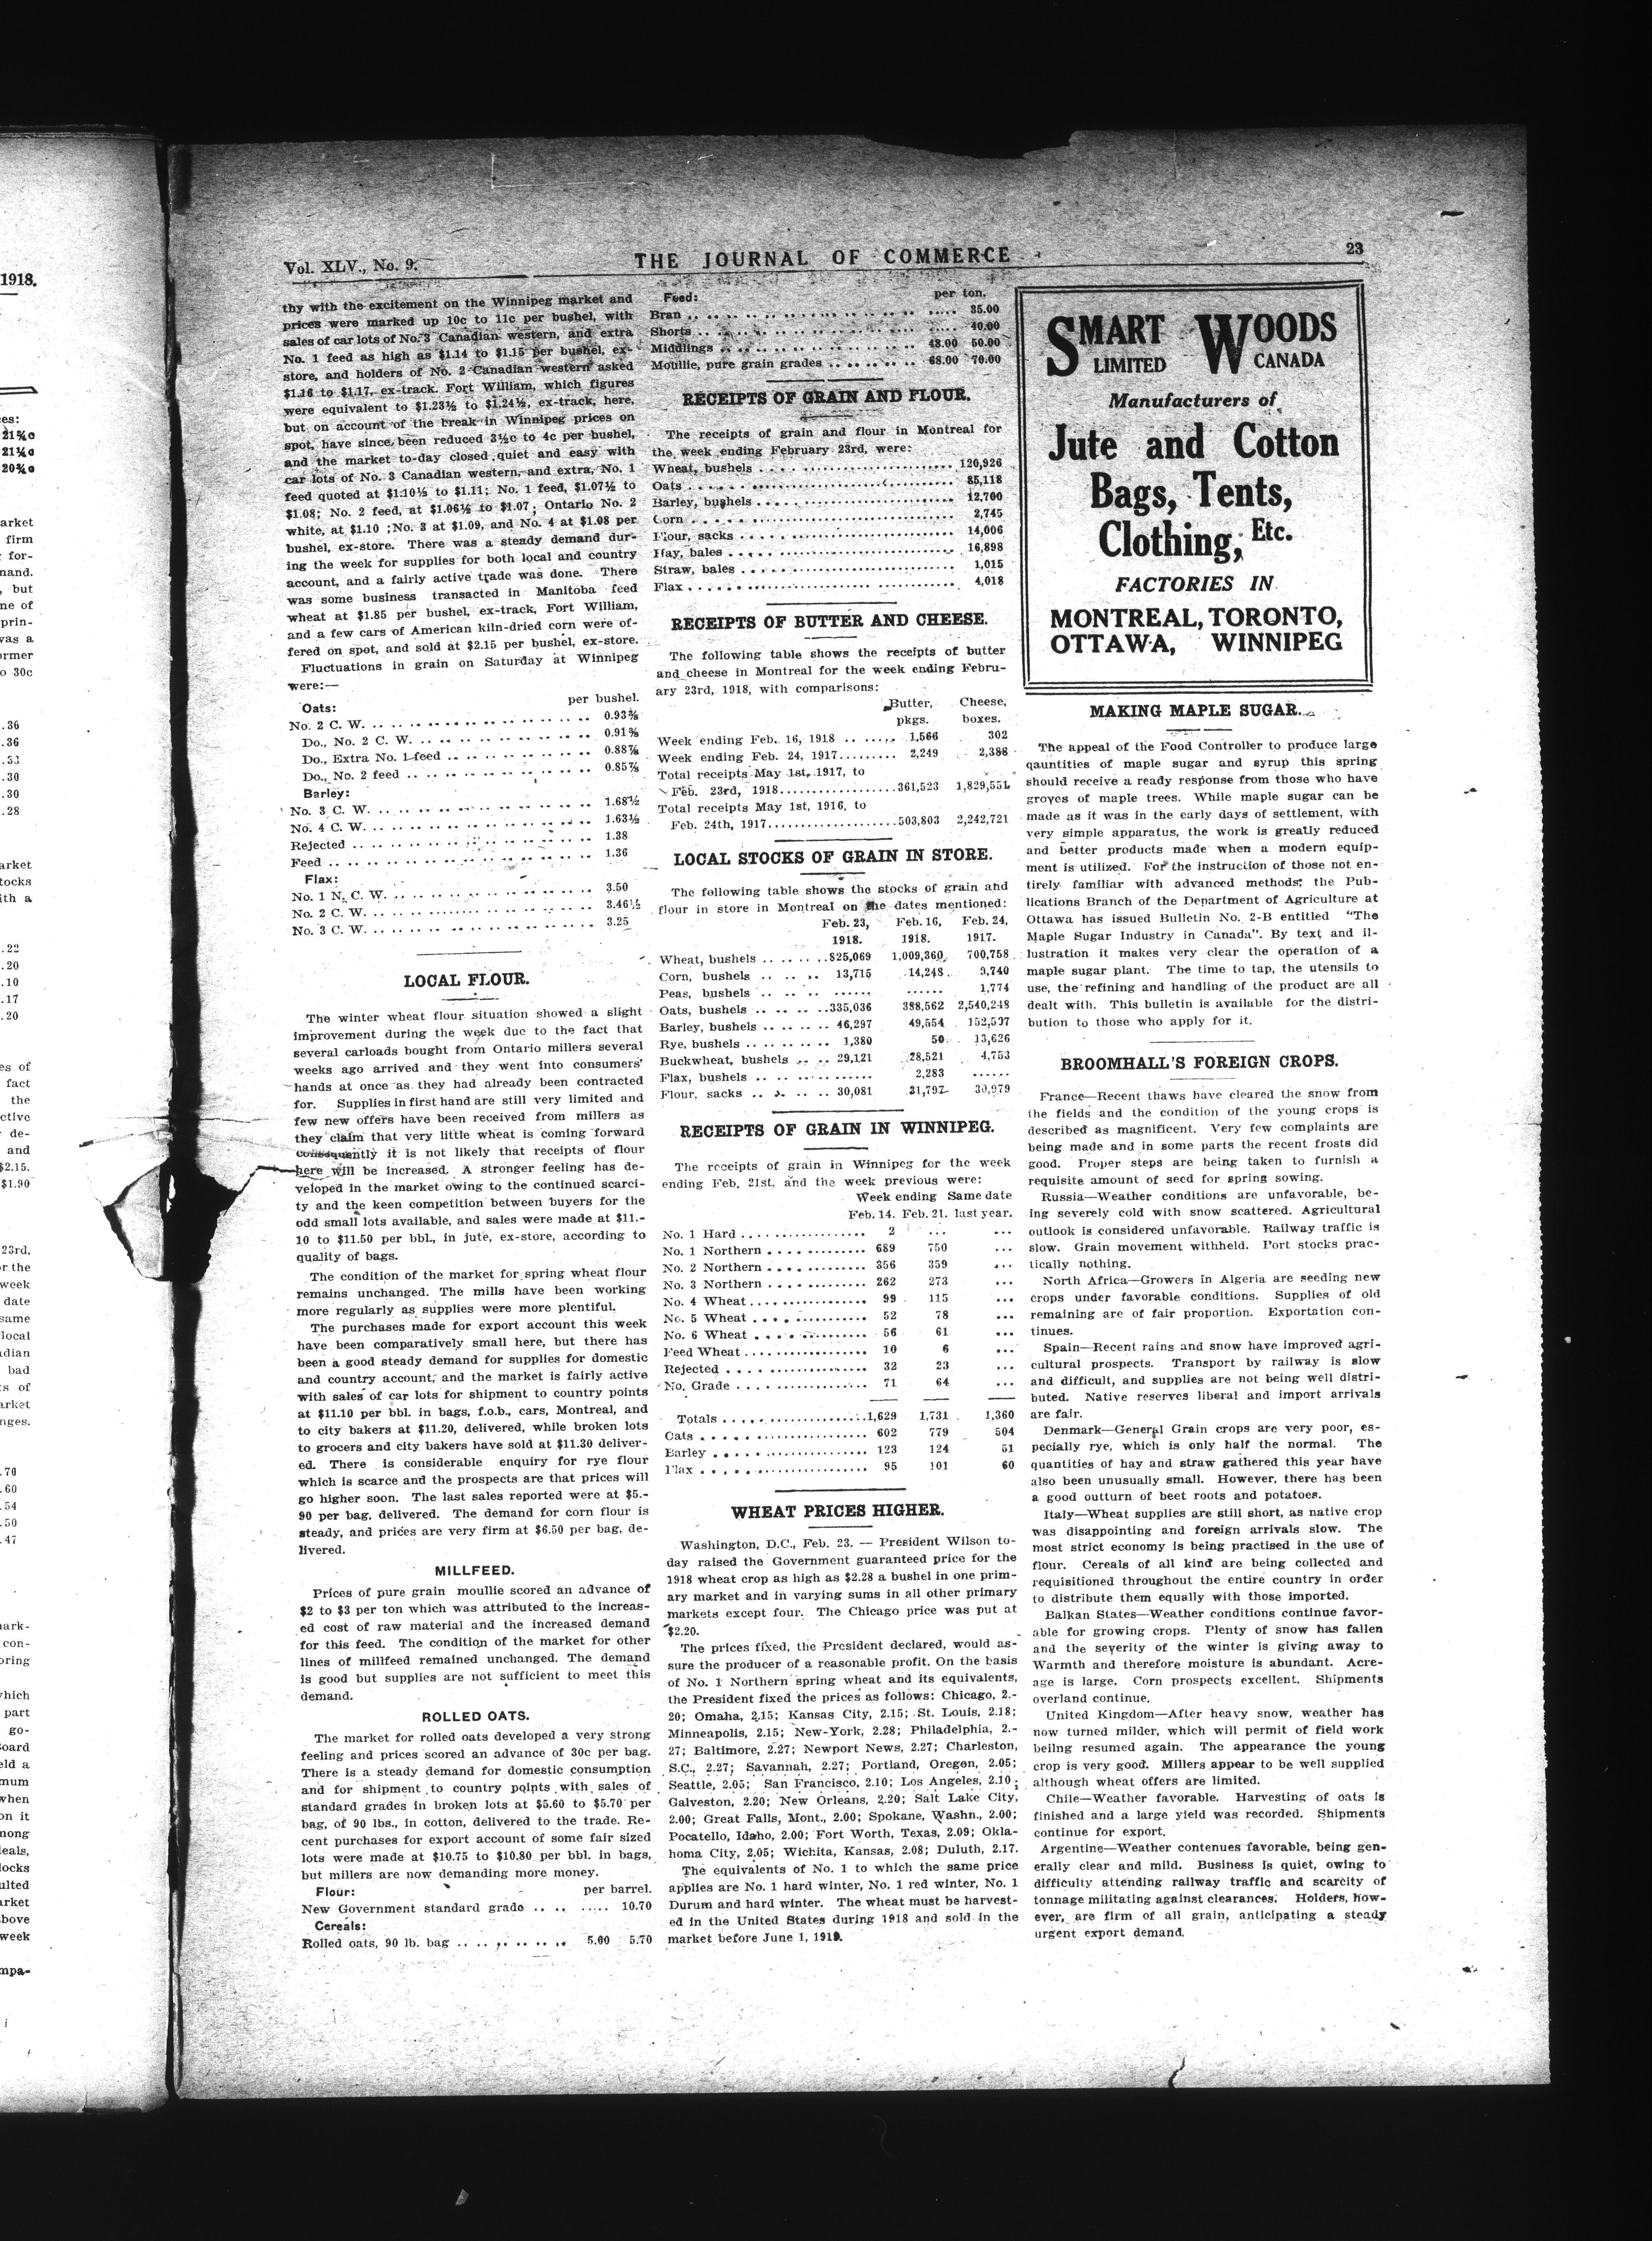 Vol. XLV., No. 9.
THE JOURNAL OF COMMERCE
23
thy with the excitement on the Winnipeg market and
prices were marked up 10c to 11c per bushel, with
sales of car lots of No. 3 Canadian western, and extra
No. 1 feed as high as $1.14 to $1.15 per bushel, ex-
store, and holders of No. 2 Canadian western asked
$1.16 to $1.17, ex-track. Fort William, which figures
were equivalent to $1.23½ to $1.24½, ex-track, here,
but on account of the break in Winnipeg prices on
spot, have since been reduced 3½c to 4c per bushel,
and the market to-day closed quiet and easy with
car lots of No. 3 Canadian western, and extra, No. 1
feed quoted at $1.10½ to $1.11; No. 1 feed, $1.07½ to
$1.08; No. 2 feed, at $1.06½ to $1.07; Ontario No. 2
white, at $1.10 ;No. 3 at $1.09, and No. 4 at $1.08 per
bushel, ex-store. There was a steady demand dur-
ing the week for supplies for both local and country
account, and a fairly active trade was done. There
was some business transacted in Manitoba feed
wheat at $1.85 per bushel, ex-track, Fort William,
and a few cars of American kiln-dried corn were of-
fered on spot, and sold at $2.15 per bushel, ex-store.
Fluctuations in grain on Saturday at Winnipeg
were:—
per bushel.
Oats:
No. 2 C. W. .. .. .. .. .. .. .. .. .. .. 0.93⅝
Do., No. 2 C. W. .. .. .. .. .. .. .. .. 0.91⅝
Do., Extra No. 1 feed .. .. .. .. .. .. .. 0.88⅞
Do., No. 2 feed .. .. .. .. .. .. .. .. 0.85⅞
Barley:
No. 3 C. W. .. .. .. .. .. .. .. .. .. .. 1.68½
No. 4 C. W. .. .. .. .. .. .. .. .. .. .. 1.63½
Rejected .. .. .. .. .. .. .. .. .. .. .. 1.38
Feed .. .. .. .. .. .. .. .. .. .. .. .. 1.36
Flax:
No. 1 N. C. W. .. .. .. .. .. .. .. .. .. 3.50
No. 2 C. W. .. .. .. .. .. .. .. .. .. .. 3.46½
No. 3 C. W. .. .. .. .. .. .. .. .. .. .. 3.25
LOCAL FLOUR.
The winter wheat flour situation showed a slight
improvement during the week due to the fact that
several carloads bought from Ontario millers several
weeks ago arrived and they went into consumers'
hands at once as they had already been contracted
for. Supplies in first hand are still very limited and
few new offers have been received from millers as
they claim that very little wheat is coming forward
consequently it is not likely that receipts of flour
here will be increased. A stronger feeling has de-
veloped in the market owing to the continued scarci-
ty and the keen competition between buyers for the
odd small lots available, and sales were made at $11.-
10 to $11.50 per bbl., in jute, ex-store, according to
quality of bags.
The condition of the market for spring wheat flour
remains unchanged. The mills have been working
more regularly as supplies were more plentiful.
The purchases made for export account this week
have been comparatively small here, but there has
been a good steady demand for supplies for domestic
and country account, and the market is fairly active
with sales of car lots for shipment to country points
at $11.10 per bbl. in bags, f.o.b., cars, Montreal, and
to city bakers at $11.20, delivered, while broken lots
to grocers and city bakers have sold at $11.30 deliver-
ed. There is considerable enquiry for rye flour
which is scarce and the prospects are that prices will
go higher soon. The last sales reported were at $5.-
90 per bag, delivered. The demand for corn flour is
steady, and prices are very firm at $6.50 per bag, de-
livered.
MILLFEED.
Prices of pure grain moullie scored an advance of
$2 to $3 per ton which was attributed to the increas-
ed cost of raw material and the increased demand
for this feed. The condition of the market for other
lines of millfeed remained unchanged. The demand
is good but supplies are not sufficient to meet this
demand.
ROLLED OATS.
The market for rolled oats developed a very strong
feeling and prices scored an advance of 30c per bag.
There is a steady demand for domestic consumption
and for shipment to country points with sales of
standard grades in broken lots at $5.60 to $5.70 per
bag, of 90 lbs., in cotton, delivered to the trade. Re-
cent purchases for export account of some fair sized
lots were made at $10.75 to $10.80 per bbl. in bags,
but millers are now demanding more money.
Flour: per barrel.
New Government standard grade .. .. ..... 10.70
Cereals:
Rolled oats, 90 lb. bag .. .. .. .. .. .. 5.60 5.70
Feed: per ton.
Bran .. .. .. .. .. .. .. .. .. .. .. ..... 35.00
Shorts .. .. .. .. .. .. .. .. .. .. ..... 40.00
Middlings .. .. .. .. .. .. .. .. .. .. 48.00 50.00
Moullie, pure grain grades .. .. .. .. .. 68.00 70.00
RECEIPTS OF GRAIN AND FLOUR.
The receipts of grain and flour in Montreal for
the week ending February 23rd, were:
Wheat, bushels .......................... 120,926
Oats .................................... 85,118
Barley, bushels ......................... 12,700
Corn .................................... 2,745
Flour, sacks ............................ 14,006
Hay, bales .............................. 16,898
Straw, bales ............................ 1,015
Flax .................................... 4,018
RECEIPTS OF BUTTER AND CHEESE.
The following table shows the receipts of butter
and cheese in Montreal for the week ending Febru-
ary 23rd, 1918, with comparisons:
Butter, Cheese,
pkgs. boxes.
Week ending Feb. 16, 1918 ........ 1,566 302
Week ending Feb. 24, 1917......... 2,249 2,388
Total receipts May 1st, 1917, to
Feb. 23rd, 1918..................361,523 1,829,551
Total receipts May 1st, 1916, to
Feb. 24th, 1917...................503,803 2,242,721
LOCAL STOCKS OF GRAIN IN STORE.
The following table shows the stocks of grain and
flour in store in Montreal on the dates mentioned:
Feb. 23, Feb. 16, Feb. 24,
1918. 1918. 1917.
Wheat, bushels .. .. .. ..825,069 1,009,360 700,758
Corn, bushels .. .. .. .. 13,715 14,248 9,740
Peas, bushels .. .. .. ...... ...... 1,774
Oats, bushels .. .. .. ..335,036 388,562 2,540,248
Barley, bushels .. .. .. .. 46,297 49,554 152,597
Rye, bushels .. .. .. .. .. 1,380 50 13,626
Buckwheat, bushels .. .. .. 29,121 28,521 4,753
Flax, bushels .. .. .. ...... 2,283 ......
Flour, sacks .. .. .. .. 30,081 31,797 30,979
RECEIPTS OF GRAIN IN WINNIPEG.
The receipts of grain in Winnipeg for the week
ending Feb. 21st, and the week previous were:
Week ending Same date
Feb. 14. Feb. 21. last year.
No. 1 Hard .................. 2 ... ...
No. 1 Northern .............. 689 750 ...
No. 2 Northern .............. 356 359 ...
No. 3 Northern .............. 262 273 ...
No. 4 Wheat ................. 99 115 ...
No. 5 Wheat ................. 52 78 ...
No. 6 Wheat ................. 56 61 ...
Feed Wheat .................. 10 6 ...
Rejected .................... 32 23 ...
No. Grade ................... 71 64 ...
Totals .....................1,629 1,731 1,360
Oats ........................ 602 779 504
Barley ...................... 123 124 51
Flax ........................ 95 101 60
WHEAT PRICES HIGHER.
Washington, D.C., Feb. 23. — President Wilson to-
day raised the Government guaranteed price for the
1918 wheat crop as high as $2.28 a bushel in one prim-
ary market and in varying sums in all other primary
markets except four. The Chicago price was put at
$2.20.
The prices fixed, the President declared, would as-
sure the producer of a reasonable profit. On the basis
of No. 1 Northern spring wheat and its equivalents,
the President fixed the prices as follows: Chicago, 2.-
20; Omaha, 2.15; Kansas City, 2.15; St. Louis, 2.18;
Minneapolis, 2.15; New-York, 2.28; Philadelphia, 2.-
27; Baltimore, 2.27; Newport News, 2.27; Charleston,
S.C., 2.27; Savannah, 2.27; Portland, Oregen, 2.05;
Seattle, 2.05; San Francisco, 2.10; Los Angeles, 2.10;
Galveston, 2.20; New Orleans, 2.20; Salt Lake City,
2.00; Great Falls, Mont., 2.00; Spokane, Washn., 2.00;
Pocatello, Idaho, 2.00; Fort Worth, Texas, 2.09; Okla-
homa City, 2.05; Wichita, Kansas, 2.08; Duluth, 2.17.
The equivalents of No. 1 to which the same price
applies are No. 1 hard winter, No. 1 red winter, No. 1
Durum and hard winter. The wheat must be harvest-
ed in the United States during 1918 and sold in the
market before June 1, 1919.
SMART WOODS
LIMITED CANADA
Manufacturers of
Jute and Cotton
Bags, Tents,
Clothing, Etc.
FACTORIES IN
MONTREAL, TORONTO,
OTTAWA, WINNIPEG
MAKING MAPLE SUGAR.
The appeal of the Food Controller to produce large
qauntities of maple sugar and syrup this spring
should receive a ready response from those who have
groves of maple trees. While maple sugar can be
made as it was in the early days of settlement, with
very simple apparatus, the work is greatly reduced
and better products made when a modern equip-
ment is utilized. For the instruction of those not en-
tirely familiar with advanced methods, the Pub-
lications Branch of the Department of Agriculture at
Ottawa has issued Bulletin No. 2-B entitled "The
Maple Sugar Industry in Canada". By text and il-
lustration it makes very clear the operation of a
maple sugar plant. The time to tap, the utensils to
use, the refining and handling of the product are all
dealt with. This bulletin is available for the distri-
bution to those who apply for it.
BROOMHALL'S FOREIGN CROPS.
France—Recent thaws have cleared the snow from
the fields and the condition of the young crops is
described as magnificent. Very few complaints are
being made and in some parts the recent frosts did
good. Proper steps are being taken to furnish a
requisite amount of seed for spring sowing.
Russia—Weather conditions are unfavorable, be-
ing severely cold with snow scattered. Agricultural
outlook is considered unfavorable. Railway traffic is
slow. Grain movement withheld. Port stocks prac-
tically nothing.
North Africa—Growers in Algeria are seeding new
crops under favorable conditions. Supplies of old
remaining are of fair proportion. Exportation con-
tinues.
Spain—Recent rains and snow have improved agri-
cultural prospects. Transport by railway is slow
and difficult, and supplies are not being well distri-
buted. Native reserves liberal and import arrivals
are fair.
Denmark—General Grain crops are very poor, es-
pecially rye, which is only half the normal. The
quantities of hay and straw gathered this year have
also been unusually small. However, there has been
a good outturn of beet roots and potatoes.
Italy—Wheat supplies are still short, as native crop
was disappointing and foreign arrivals slow. The
most strict economy is being practised in the use of
flour. Cereals of all kind are being collected and
requisitioned throughout the entire country in order
to distribute them equally with those imported.
Balkan States—Weather conditions continue favor-
able for growing crops. Plenty of snow has fallen
and the severity of the winter is giving away to
Warmth and therefore moisture is abundant. Acre-
age is large. Corn prospects excellent. Shipments
overland continue.
United Kingdom—After heavy snow, weather has
now turned milder, which will permit of field work
beilng resumed again. The appearance the young
crop is very good. Millers appear to be well supplied
although wheat offers are limited.
Chile—Weather favorable. Harvesting of oats is
finished and a large yield was recorded. Shipments
continue for export.
Argentine—Weather contenues favorable, being gen-
erally clear and mild. Business is quiet, owing to
difficulty attending railway traffic and scarcity of
tonnage militating against clearances. Holders, how-
ever, are firm of all grain, anticipating a steady
urgent export demand.